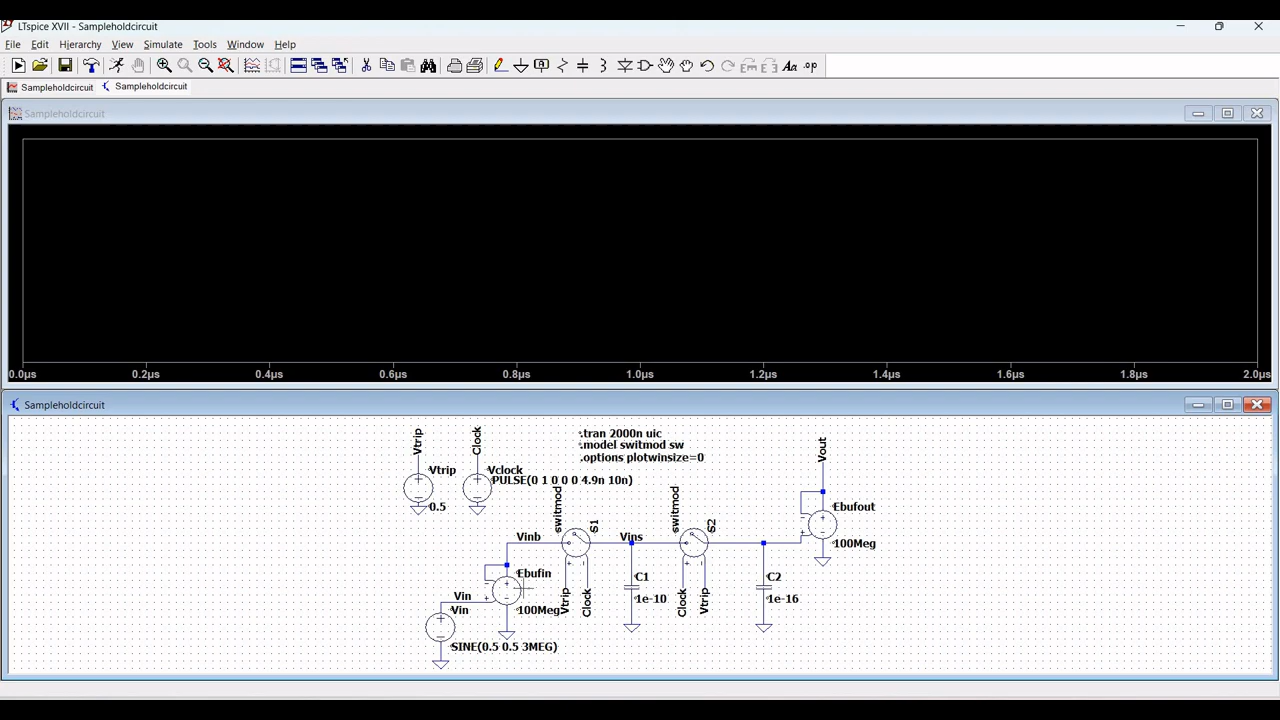 LTspice XVII - Sampleholdcircuit
File Edit Hierarchy View Simulate Tools Window Help
Sampleholdcircuit Sampleholdcircuit
Sampleholdcircuit
0.0µs 0.2µs 0.4µs 0.6µs 0.8µs 1.0µs 1.2µs 1.4µs 1.6µs 1.8µs 2.0µs
Sampleholdcircuit
Vtrip
Clock
.tran 2000n uic
.model switmod sw
.options plotwinsize=0
Vout
Vtrip
Vclock
PULSE(0 1 0 0 0 4.9n 10n)
0.5
switmod
S1
switmod
S2
Ebufout
100Meg
Vinb
Vins
Ebufin
100Meg
C1
1e-10
C2
1e-16
Vtrip
Clock
Clock
Vtrip
Vin
Vin
SINE(0.5 0.5 3MEG)